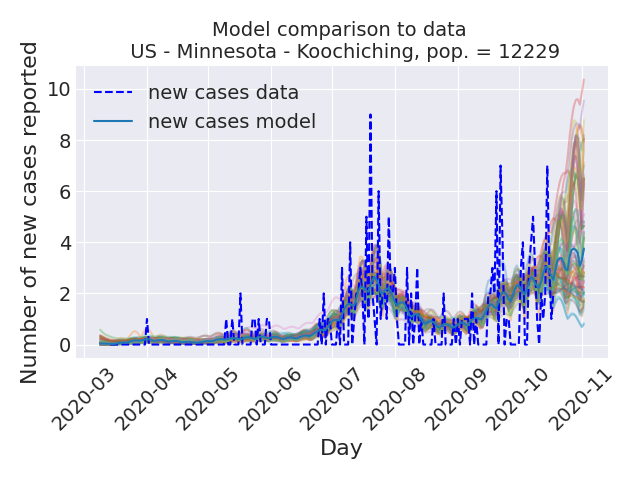 Model comparison to data
US - Minnesota - Koochiching, pop. = 12229
Number of new cases reported
10
8
6
4
2
0
new cases data
new cases model
2020-03
2020-04
2020-05
2020-06
2020-07
2020-08
2020-09
2020-10
2020-11
Day